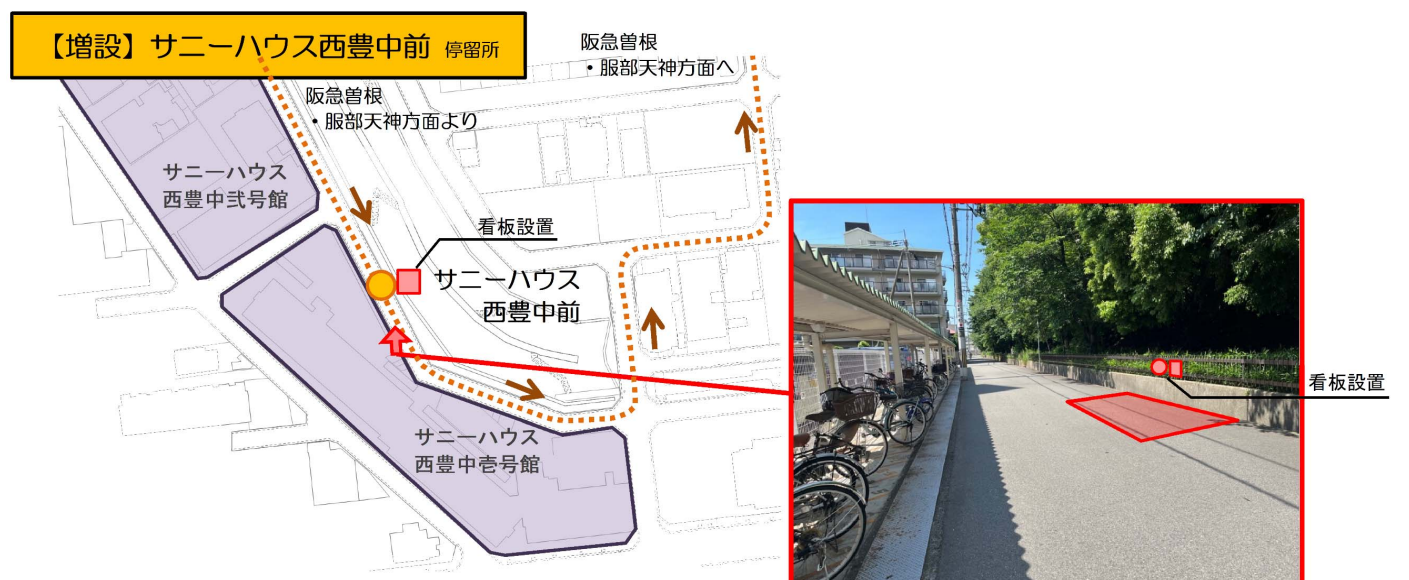 【増設】サニーハウス西豊中前 停留所
阪急曽根
・服部天神方面へ
阪急曽根
・服部天神方面より
サニーハウス
西豊中弐号館
看板設置
サニーハウス
西豊中前
看板設置
サニーハウス
西豊中壱号館